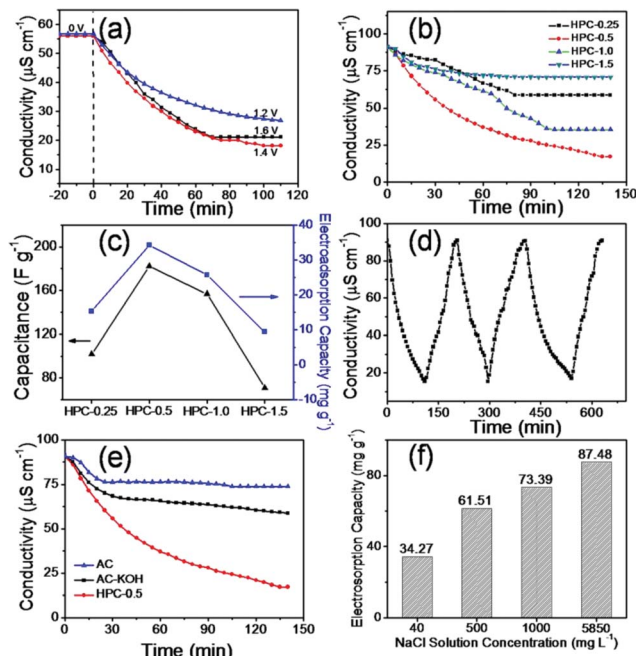 (a)
Conductivity (µS cm⁻¹)
60
50
40
30
20
10
0 V
1.2 V
1.6 V
1.4 V
-20 0 20 40 60 80 100 120
Time (min)
(b)
Conductivity (µS cm⁻¹)
100
75
50
25
0
HPC-0.25
HPC-0.5
HPC-1.0
HPC-1.5
0 30 60 90 120 150
Time (min)
(c)
Capacitance (F g⁻¹)
200
160
120
80
Electroadsorption Capacity (mg g⁻¹)
40
30
20
10
0
-10
HPC-0.25 HPC-0.5 HPC-1.0 HPC-1.5
(d)
Conductivity (µS cm⁻¹)
100
80
60
40
20
0 150 300 450 600
Time (min)
(e)
Conductivity (µS cm⁻¹)
100
75
50
25
0
AC
AC-KOH
HPC-0.5
0 30 60 90 120 150
Time (min)
(f)
Electrosorption Capacity (mg g⁻¹)
80
40
0
34.27
61.51
73.39
87.48
40 500 1000 5850
NaCl Solution Concentration (mg L⁻¹)